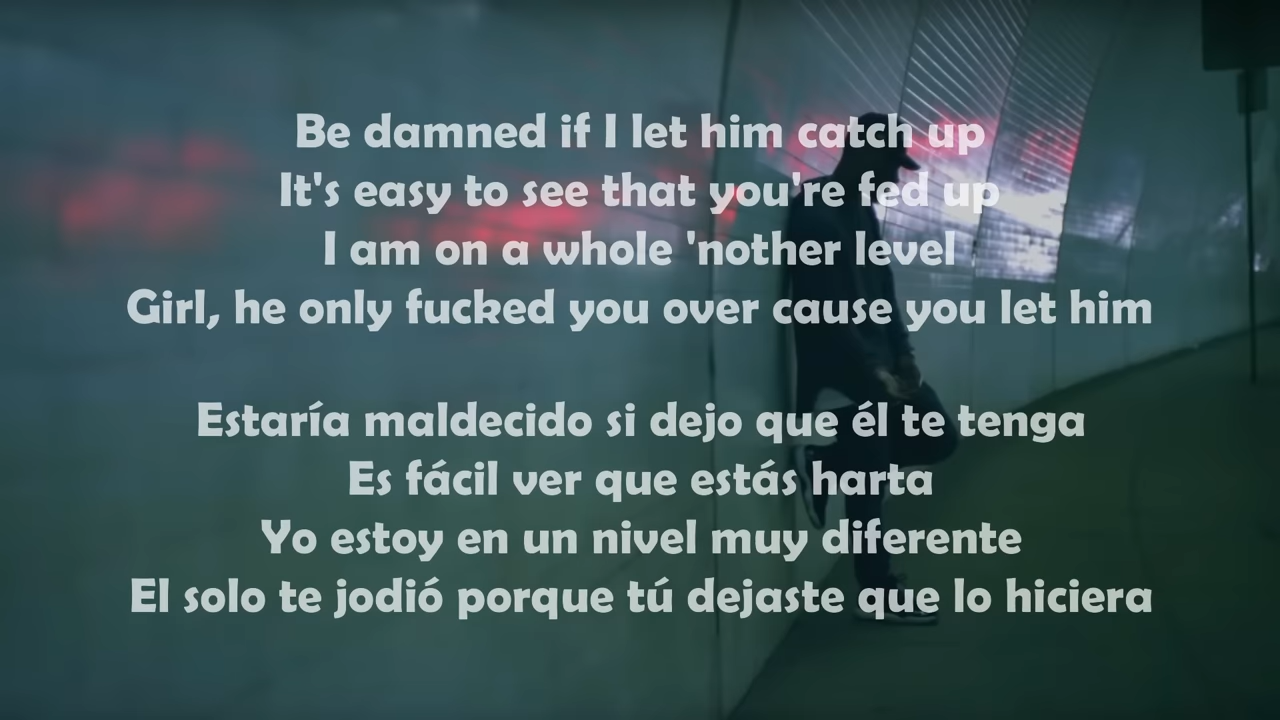 Be damned if I let him catch up
It's easy to see that you're fed up
I am on a whole 'nother level
Girl, he only fucked you over cause you let him
Estaría maldecido si dejo que él te tenga
Es fácil ver que estás harta
Yo estoy en un nivel muy diferente
El solo te jodió porque tú dejaste que lo hiciera